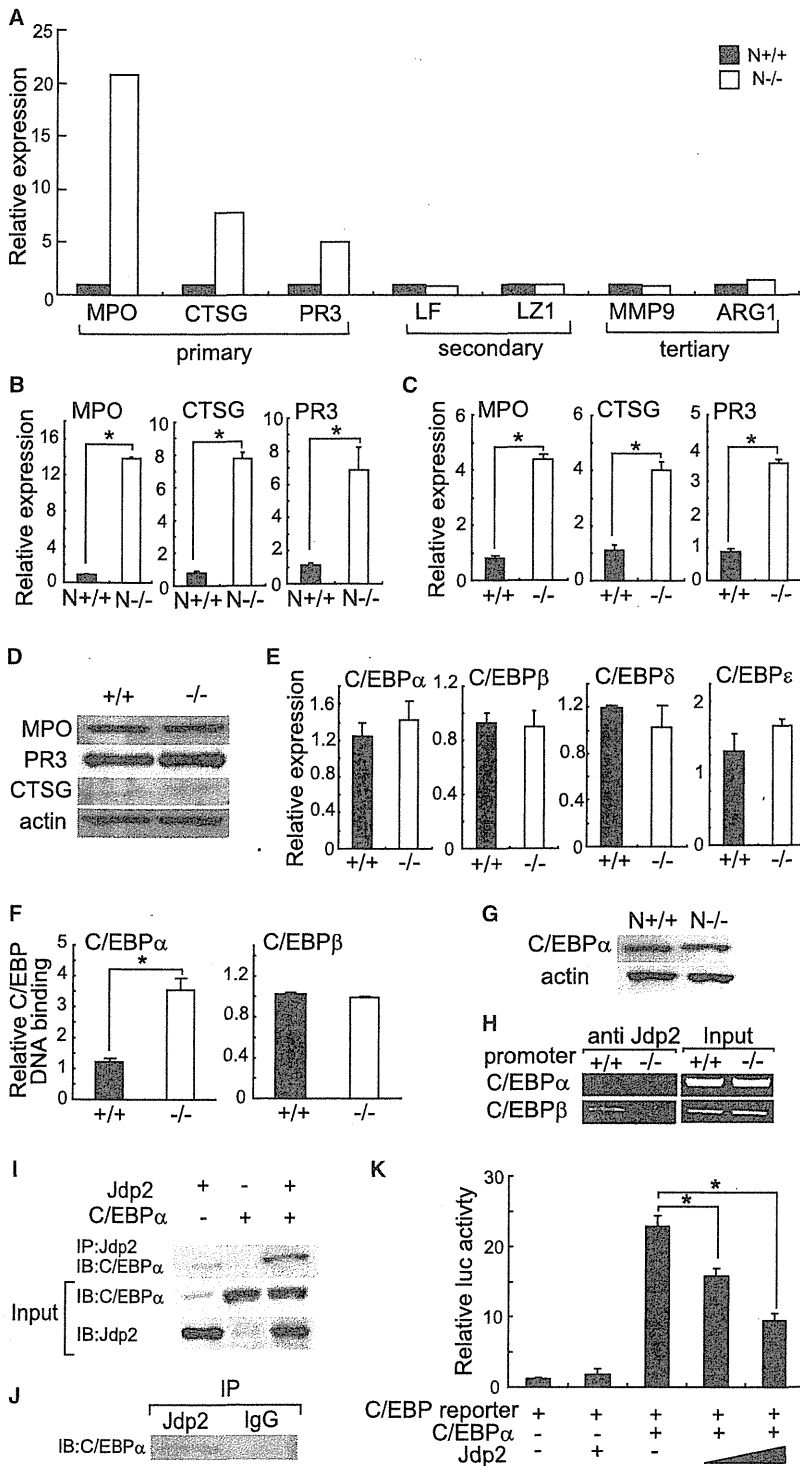 A
25
20
15
10
5
0
Relative expression
N+/+
N-/-
MPO CTSG PR3 LF LZ1 MMP9 ARG1
primary secondary tertiary
B
Relative expression
MPO
16
12
8
4
0
*
N+/+ N-/-
CTSG
10
8
6
4
2
0
*
N+/+ N-/-
PR3
10
8
6
4
2
0
*
N+/+ N-/-
C
Relative expression
MPO
6
4
2
0
*
+/+ -/-
CTSG
6
4
2
0
*
+/+ -/-
PR3
5
4
3
2
1
0
*
+/+ -/-
D
+/+ -/-
MPO
PR3
CTSG
actin
E
Relative expression
C/EBPα
1.6
1.2
0.8
0.4
0
+/+ -/-
C/EBPβ
1.2
0.8
0.4
0
+/+ -/-
C/EBPδ
1.2
0.8
0.4
0
+/+ -/-
C/EBPε
2
1
0
+/+ -/-
F
Relative C/EBP
DNA binding
C/EBPα
5
4
3
2
1
0
*
+/+ -/-
C/EBPβ
1.2
0.8
0.4
0
+/+ -/-
G
N+/+ N-/-
C/EBPα
actin
H
anti Jdp2 Input
promoter +/+ -/- +/+ -/-
C/EBPα
C/EBPβ
I
Jdp2 + - +
C/EBPα - + +
IP:Jdp2
IB:C/EBPα
Input
IB:C/EBPα
IB:Jdp2
J
IP
Jdp2 IgG
IB:C/EBPα
K
Relative luc activty
30
20
10
0
*
*
C/EBP reporter + + + + +
C/EBPα - - + + +
Jdp2 - + -